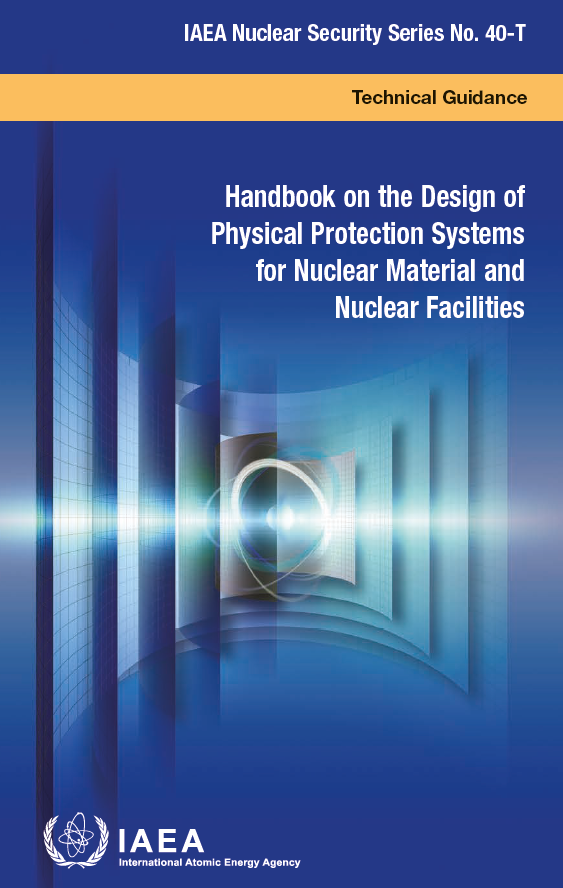 IAEA Nuclear Security Series No. 40-T
Technical Guidance
Handbook on the Design of
Physical Protection Systems
for Nuclear Material and
Nuclear Facilities
IAEA
International Atomic Energy Agency